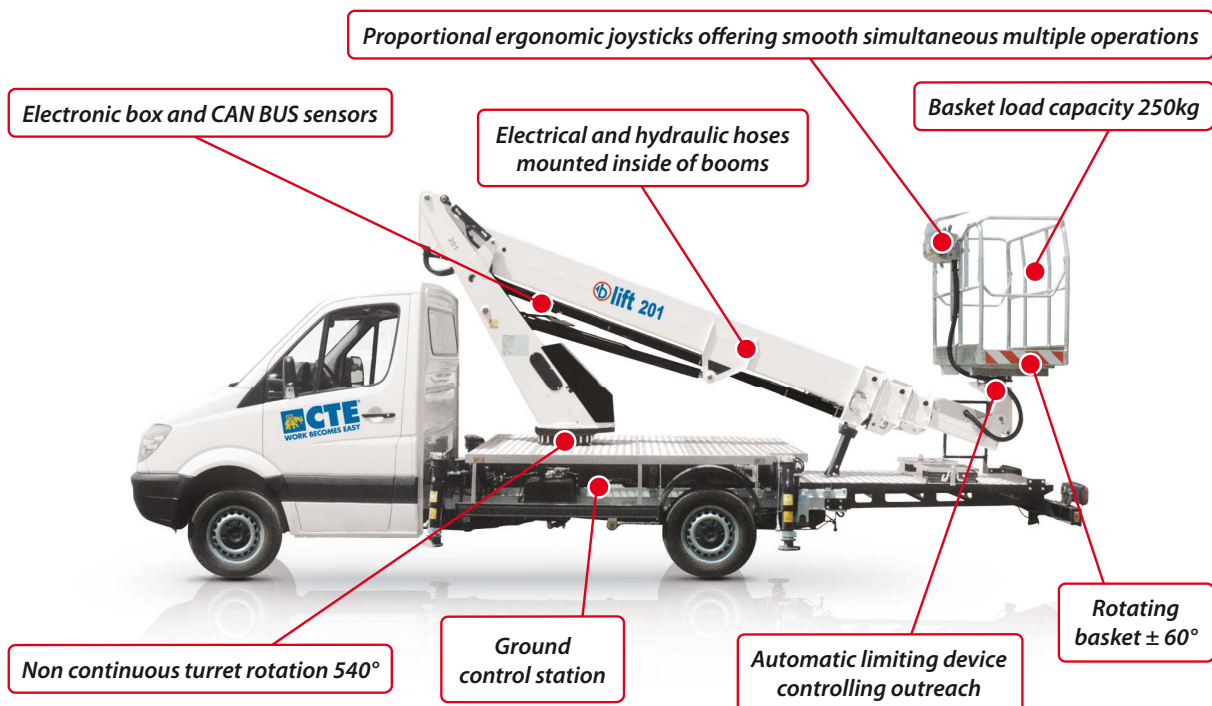 Proportional ergonomic joysticks offering smooth simultaneous multiple operations
Electronic box and CAN BUS sensors
Electrical and hydraulic hoses
mounted inside of booms
Basket load capacity 250kg
201
lift 201
CTE
WORK BECOMES EASY
Non continuous turret rotation 540°
Ground
control station
Automatic limiting device
controlling outreach
Rotating
basket ± 60°